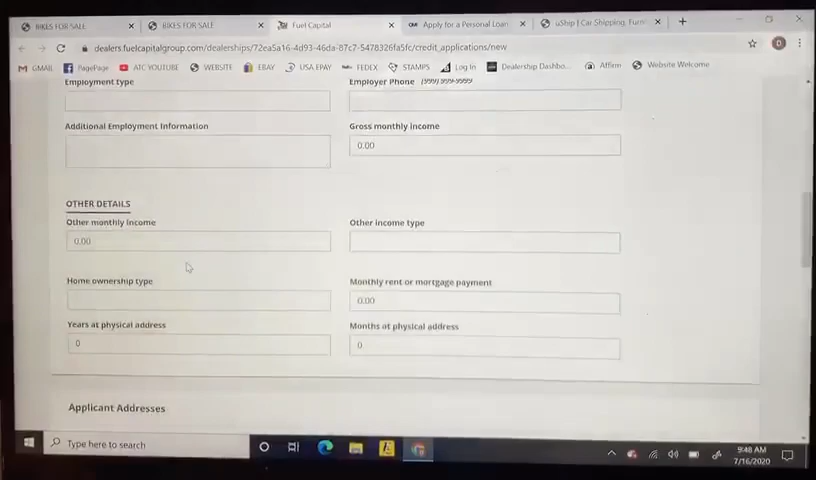 BIKES FOR SALE BIKES FOR SALE Fuel Capital Apply for a Personal Loan uShip | Car Shipping, Furn
dealers.fuelcapitalgroup.com/dealerships/72ea5a16-4d93-46da-87c7-5478326fa5fc/credit_applications/new
GMAIL PagePage ATC YOUTUBE WEBSITE EBAY USA EPAY FEDEX STAMPS Log In Dealership Dashbo... Affirm Website Welcome
Employment type Employer Phone
Additional Employment Information Gross monthly income
0.00
OTHER DETAILS
Other monthly income Other income type
0.00
Home ownership type Monthly rent or mortgage payment
0.00
Years at physical address Months at physical address
0 0
Applicant Addresses
Type here to search
9:48 AM
7/16/2020